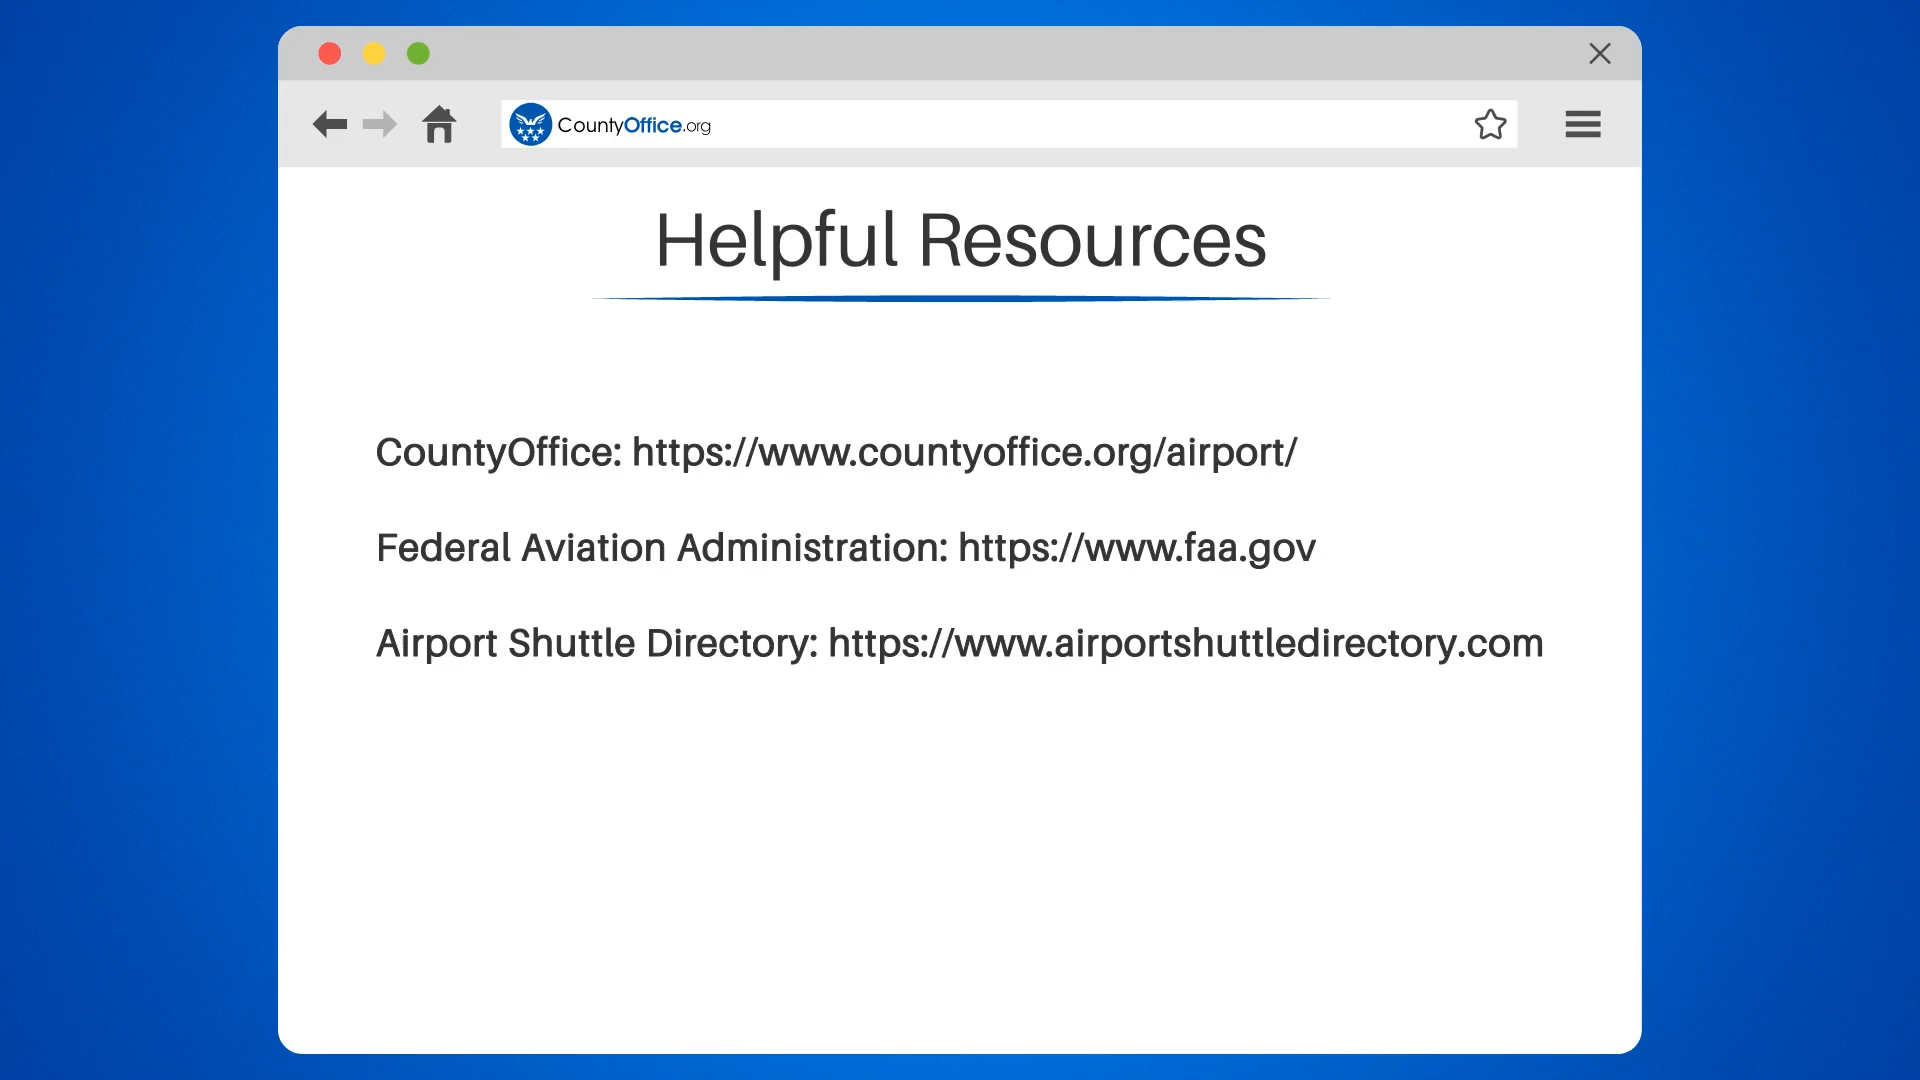 CountyOffice.org
Helpful Resources
CountyOffice: https://www.countyoffice.org/airport/
Federal Aviation Administration: https://www.faa.gov
Airport Shuttle Directory: https://www.airportshuttledirectory.com